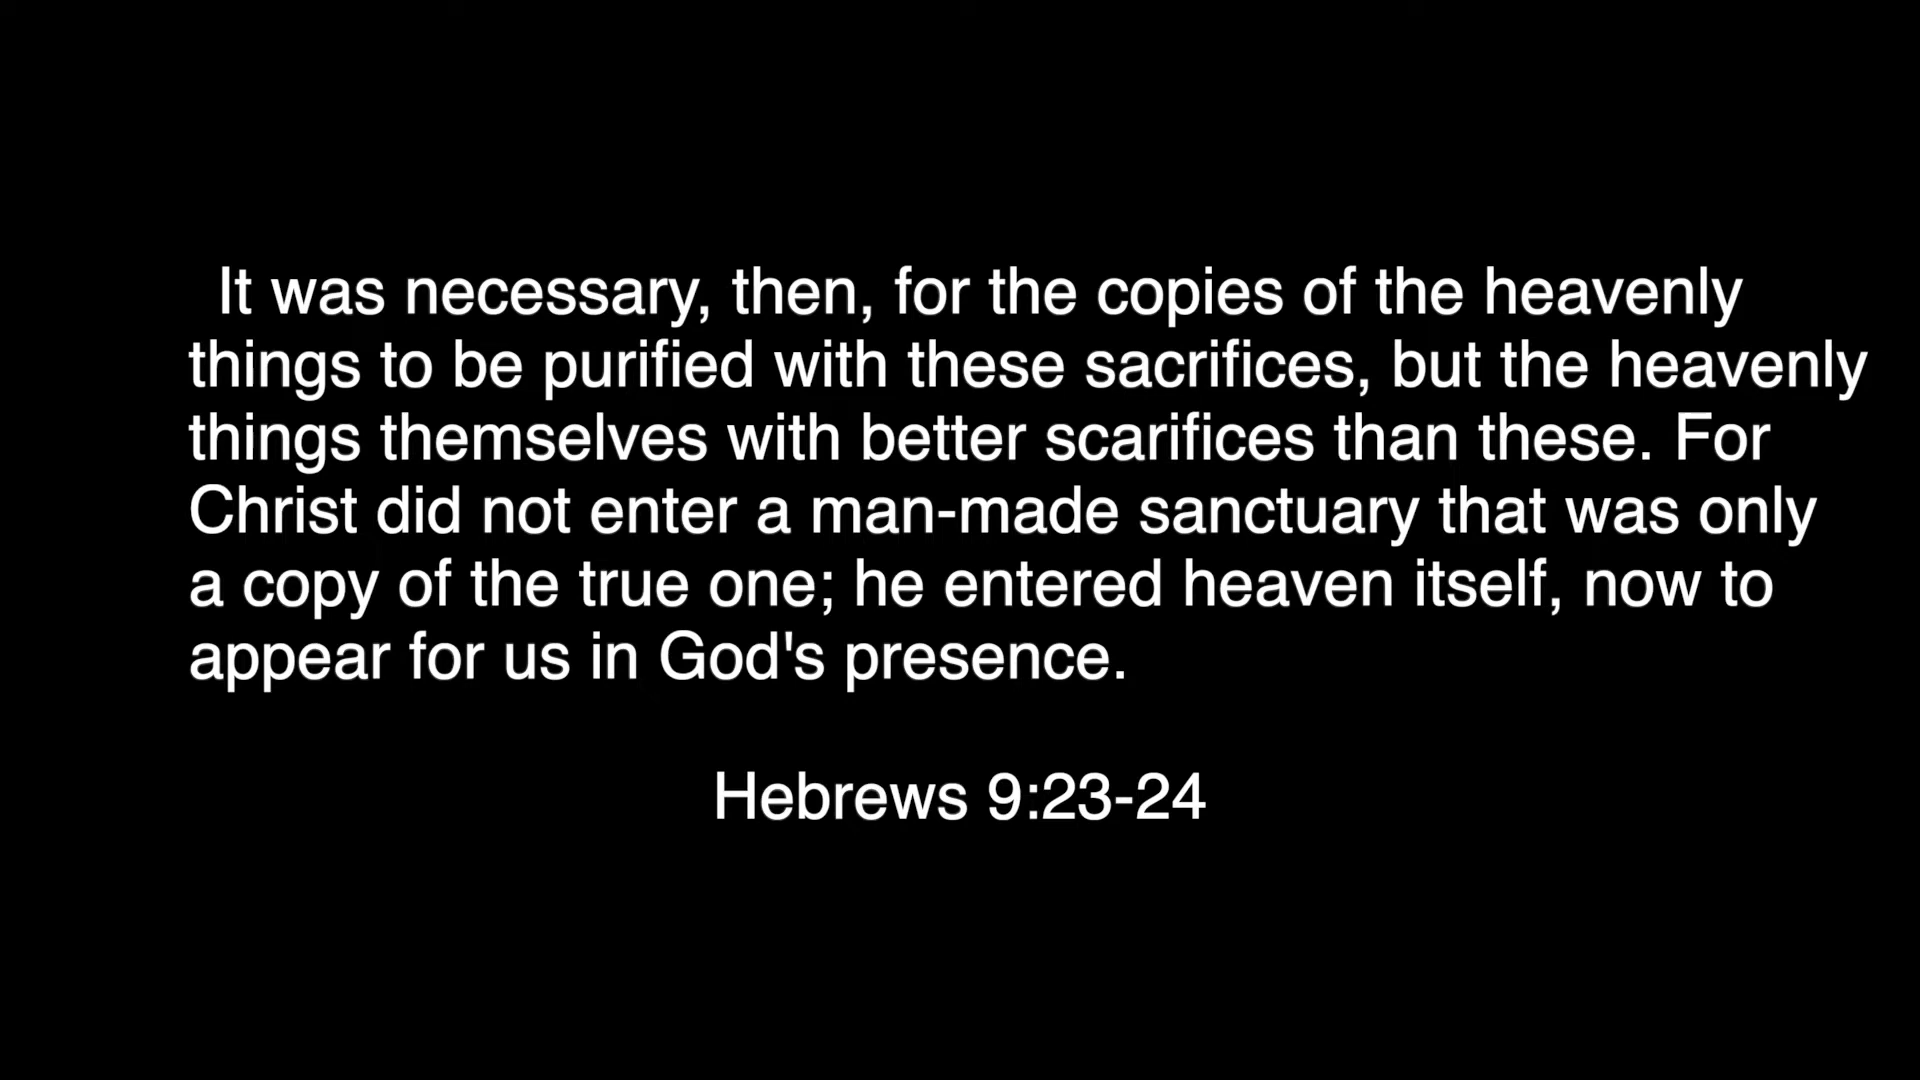 It was necessary, then, for the copies of the heavenly
things to be purified with these sacrifices, but the heavenly
things themselves with better scarifices than these. For
Christ did not enter a man-made sanctuary that was only
a copy of the true one; he entered heaven itself, now to
appear for us in God's presence.
Hebrews 9:23-24